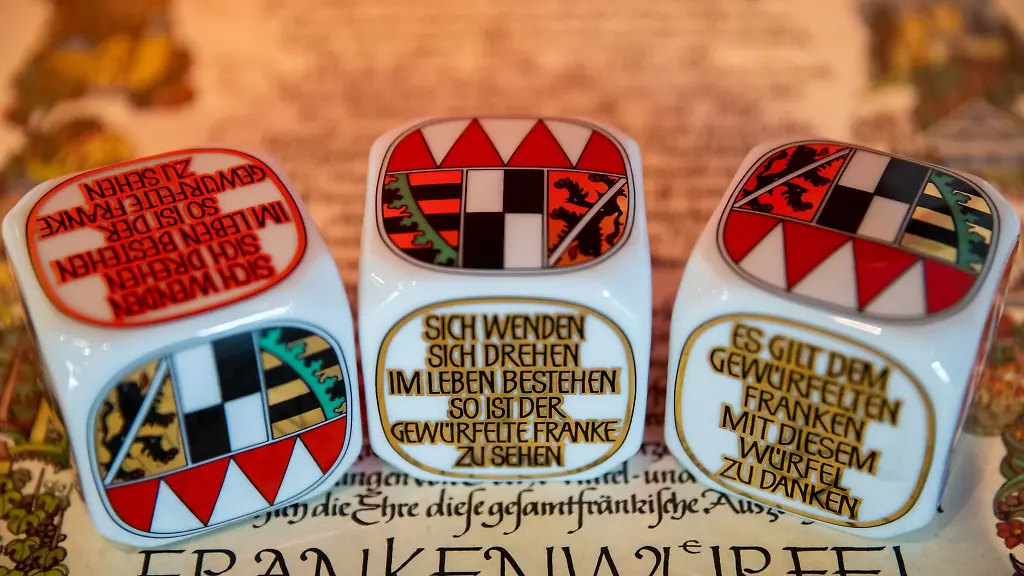 SICH WENDEN
SICH DREHEN
IM LEBEN BESTEHEN
SO IST DER
GEWÜRFELTE FRANKE
ZU SEHEN
SICH WENDEN
SICH DREHEN
IM LEBEN BESTEHEN
SO IST DER
GEWÜRFELTE FRANKE
ZU SEHEN
ES GILT DEM
GEWÜRFELTEN
FRANKEN
MIT DIESEM
WÜRFEL
ZU DANKEN
die Ehre diese gesamtfränkische
FRANKENWUᵉRFEL